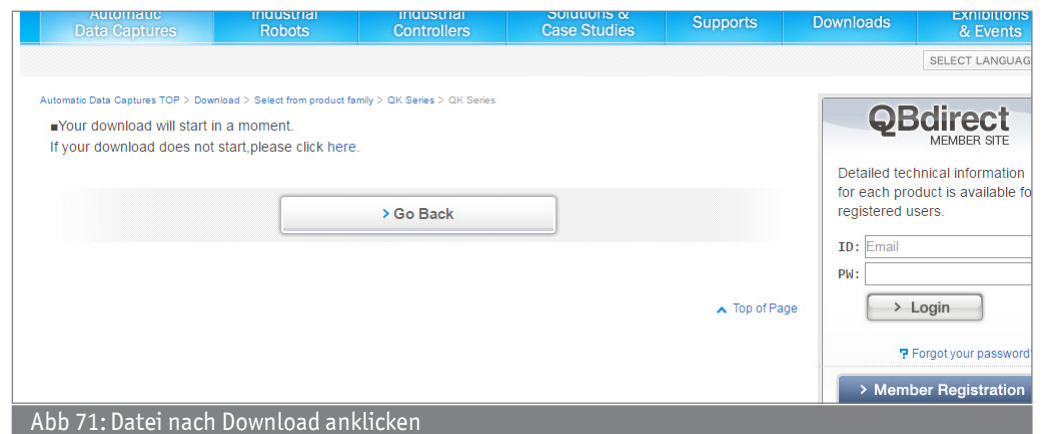 Automatic
Data Captures
Industrial
Robots
Industrial
Controllers
Solutions &
Case Studies
Supports
Downloads
Exhibitions
& Events
SELECT LANGUAG
Automatic Data Captures TOP > Download > Select from product family > QK Series > QK Series
■Your download will start in a moment.
If your download does not start,please click here.
> Go Back
Top of Page
QBdirect
MEMBER SITE
Detailed technical information
for each product is available fo
registered users.
ID: Email
PW:
> Login
? Forgot your password
> Member Registration
Abb 71: Datei nach Download anklicken